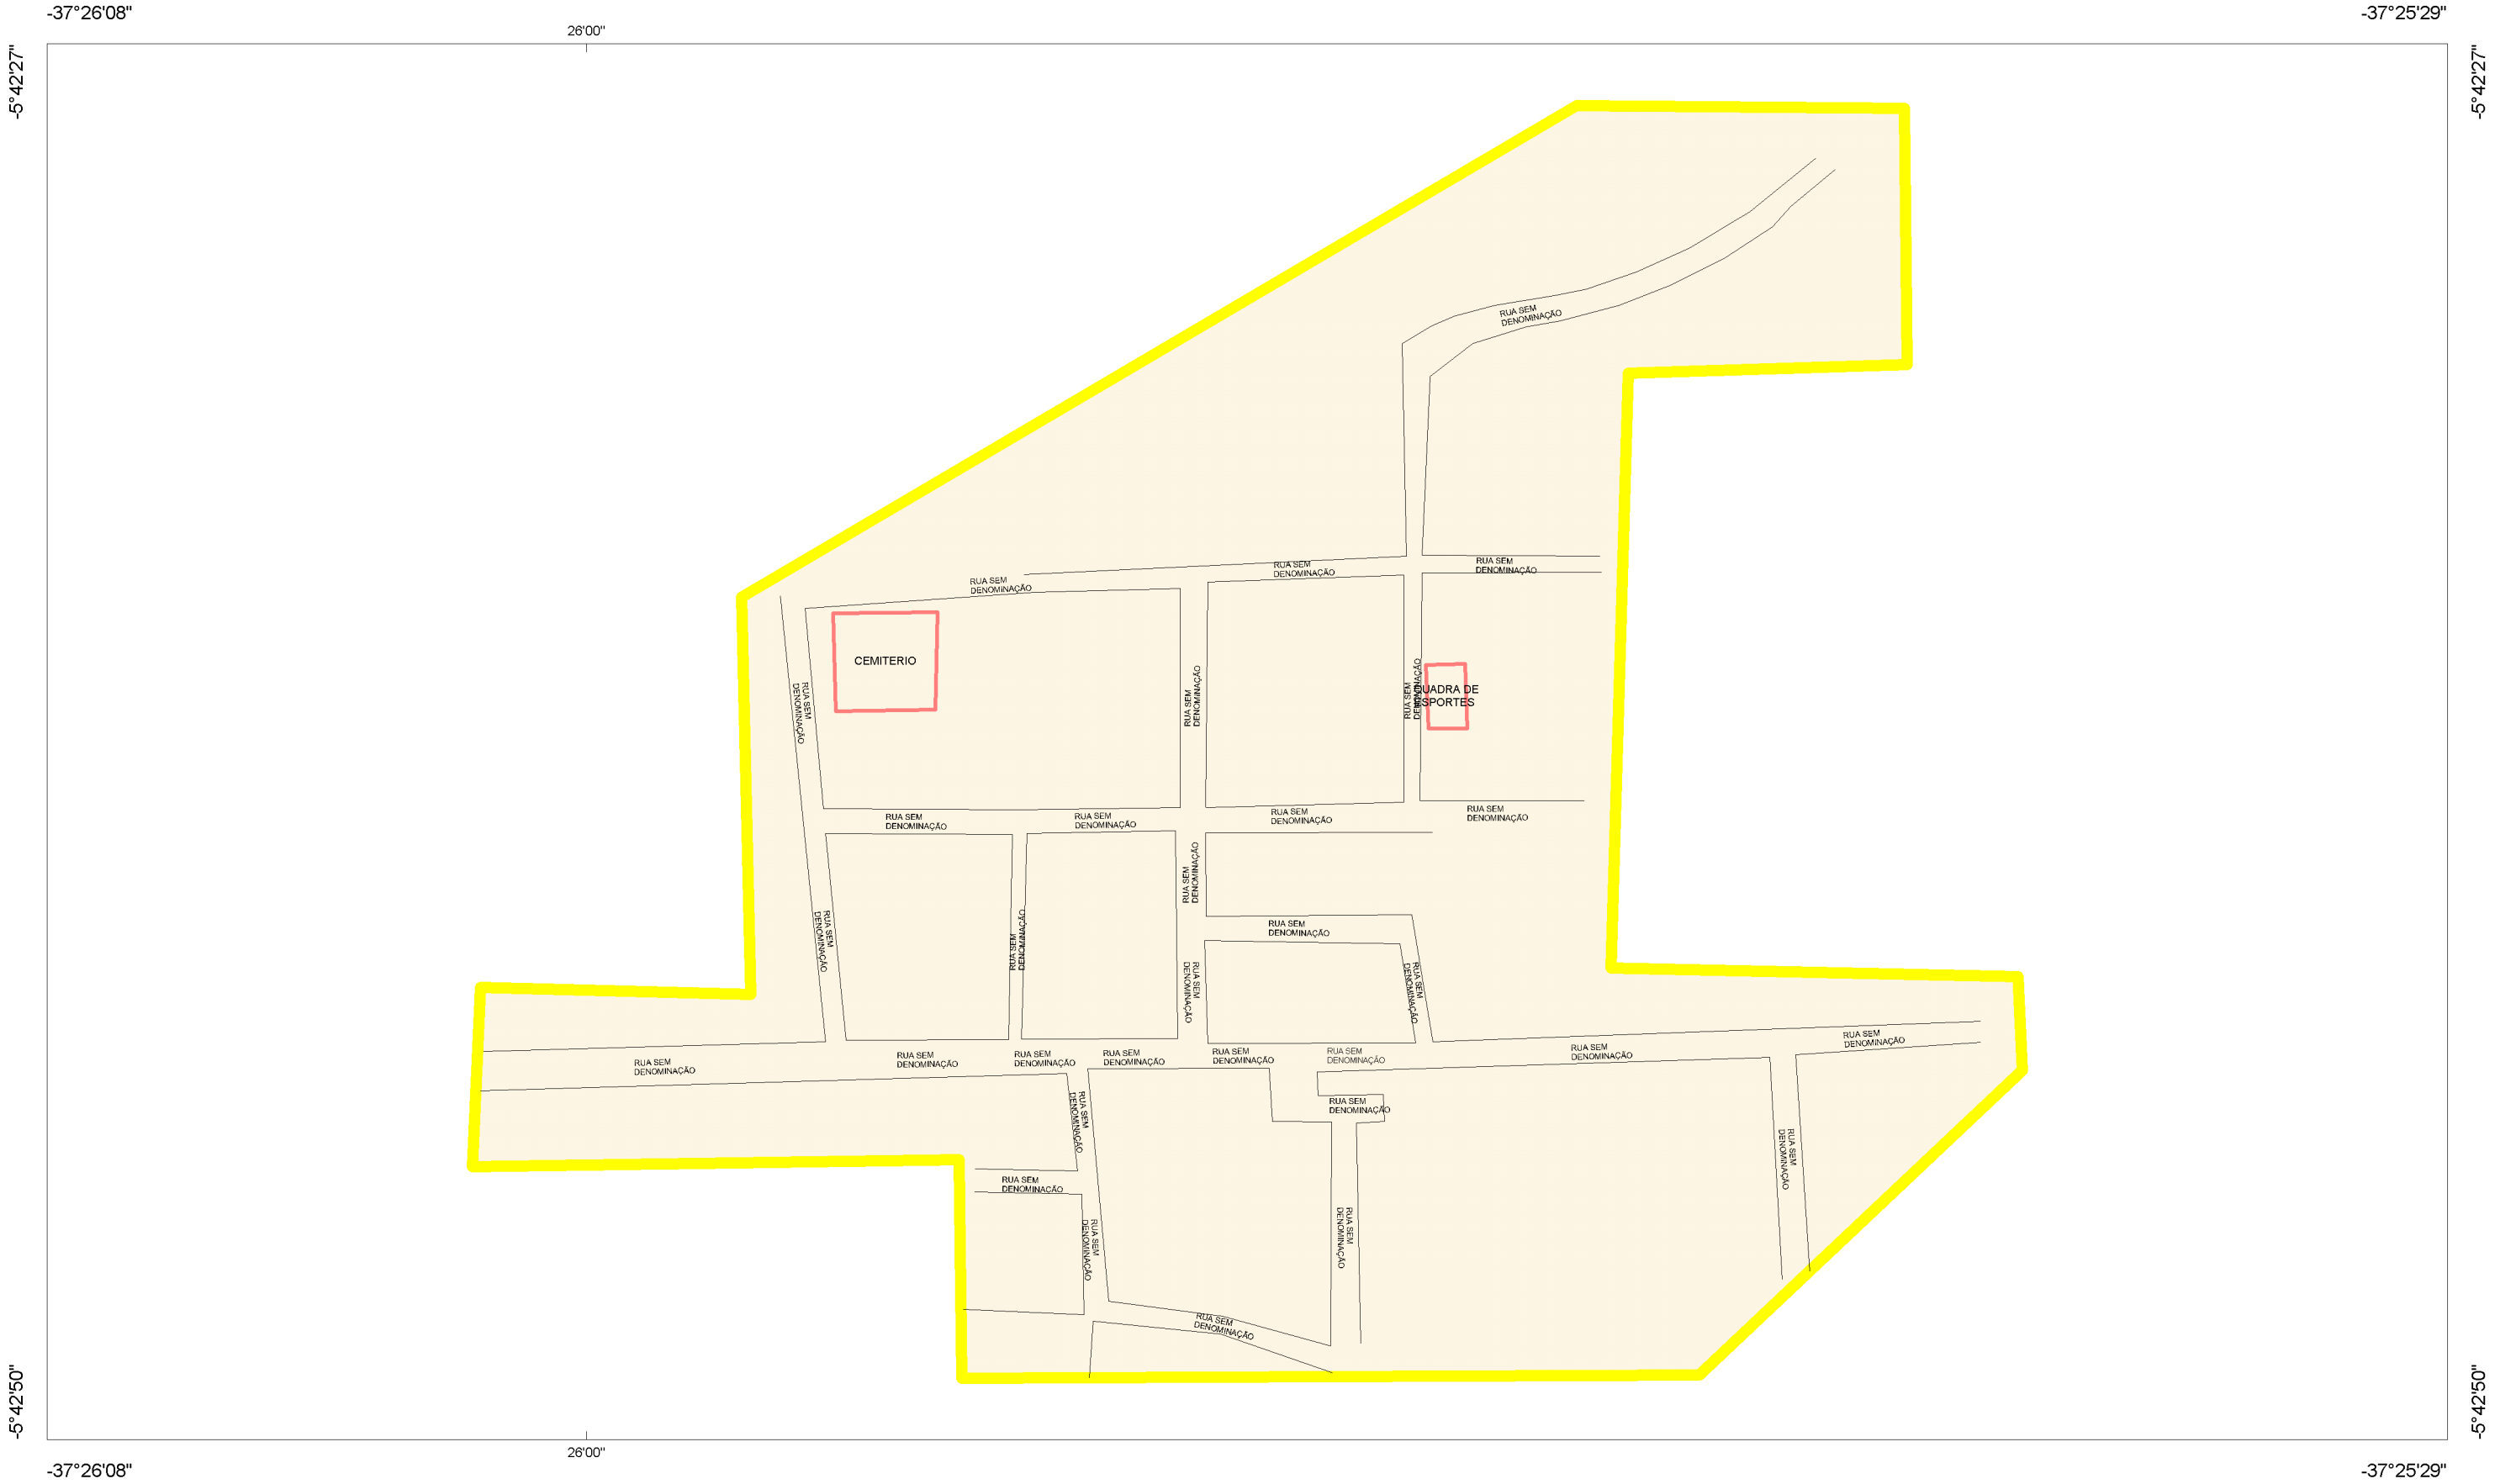 -37°26'08"
-37°25'29"
26'00"
-5°42'27"
-5°42'27"
RUA SEM
DENOMINAÇÃO
RUA SEM
DENOMINAÇÃO
RUA SEM
DENOMINAÇÃO
RUA SEM
DENOMINAÇÃO
CEMITERIO
RUA SEM
DENOMINAÇÃO
RUA SEM
DENOMINAÇÃO
RUA SEM
DENOMINAÇÃO
QUADRA DE
ESPORTES
RUA SEM
DENOMINAÇÃO
RUA SEM
DENOMINAÇÃO
RUA SEM
DENOMINAÇÃO
RUA SEM
DENOMINAÇÃO
RUA SEM
DENOMINAÇÃO
RUA SEM
DENOMINAÇÃO
RUA SEM
DENOMINAÇÃO
RUA SEM
DENOMINAÇÃO
RUA SEM
DENOMINAÇÃO
RUA SEM
DENOMINAÇÃO
RUA SEM
DENOMINAÇÃO
RUA SEM
DENOMINAÇÃO
RUA SEM
DENOMINAÇÃO
RUA SEM
DENOMINAÇÃO
RUA SEM
DENOMINAÇÃO
RUA SEM
DENOMINAÇÃO
RUA SEM
DENOMINAÇÃO
RUA SEM
DENOMINAÇÃO
RUA SEM
DENOMINAÇÃO
RUA SEM
DENOMINAÇÃO
RUA SEM
DENOMINAÇÃO
RUA SEM
DENOMINAÇÃO
RUA SEM
DENOMINAÇÃO
RUA SEM
DENOMINAÇÃO
RUA SEM
DENOMINAÇÃO
-5°42'50"
-5°42'50"
26'00"
-37°26'08"
-37°25'29"